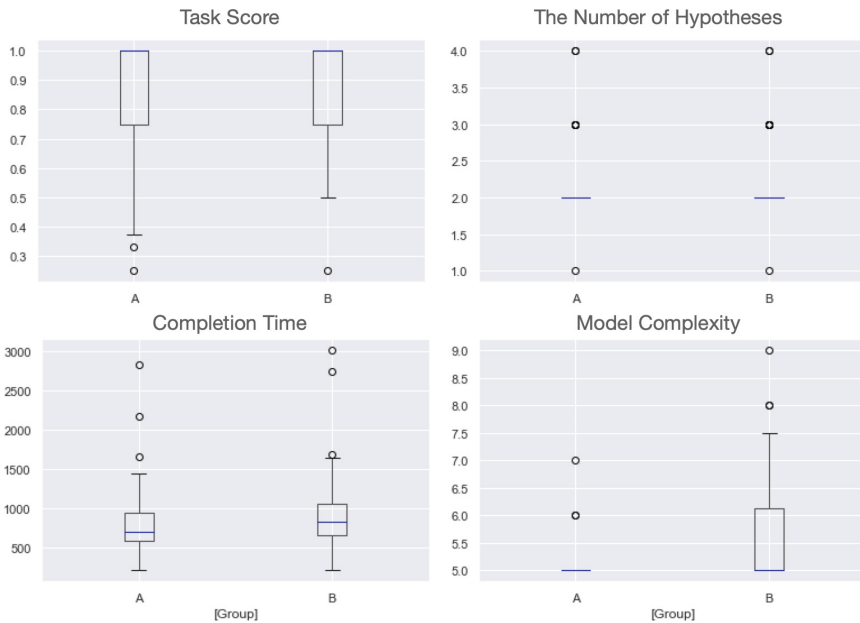 Task Score
1.0
0.9
0.8
0.7
0.6
0.5
0.4
0.3
A
B
The Number of Hypotheses
4.0
3.5
3.0
2.5
2.0
1.5
1.0
A
B
Completion Time
3000
2500
2000
1500
1000
500
A
B
[Group]
Model Complexity
9.0
8.5
8.0
7.5
7.0
6.5
6.0
5.5
5.0
A
B
[Group]